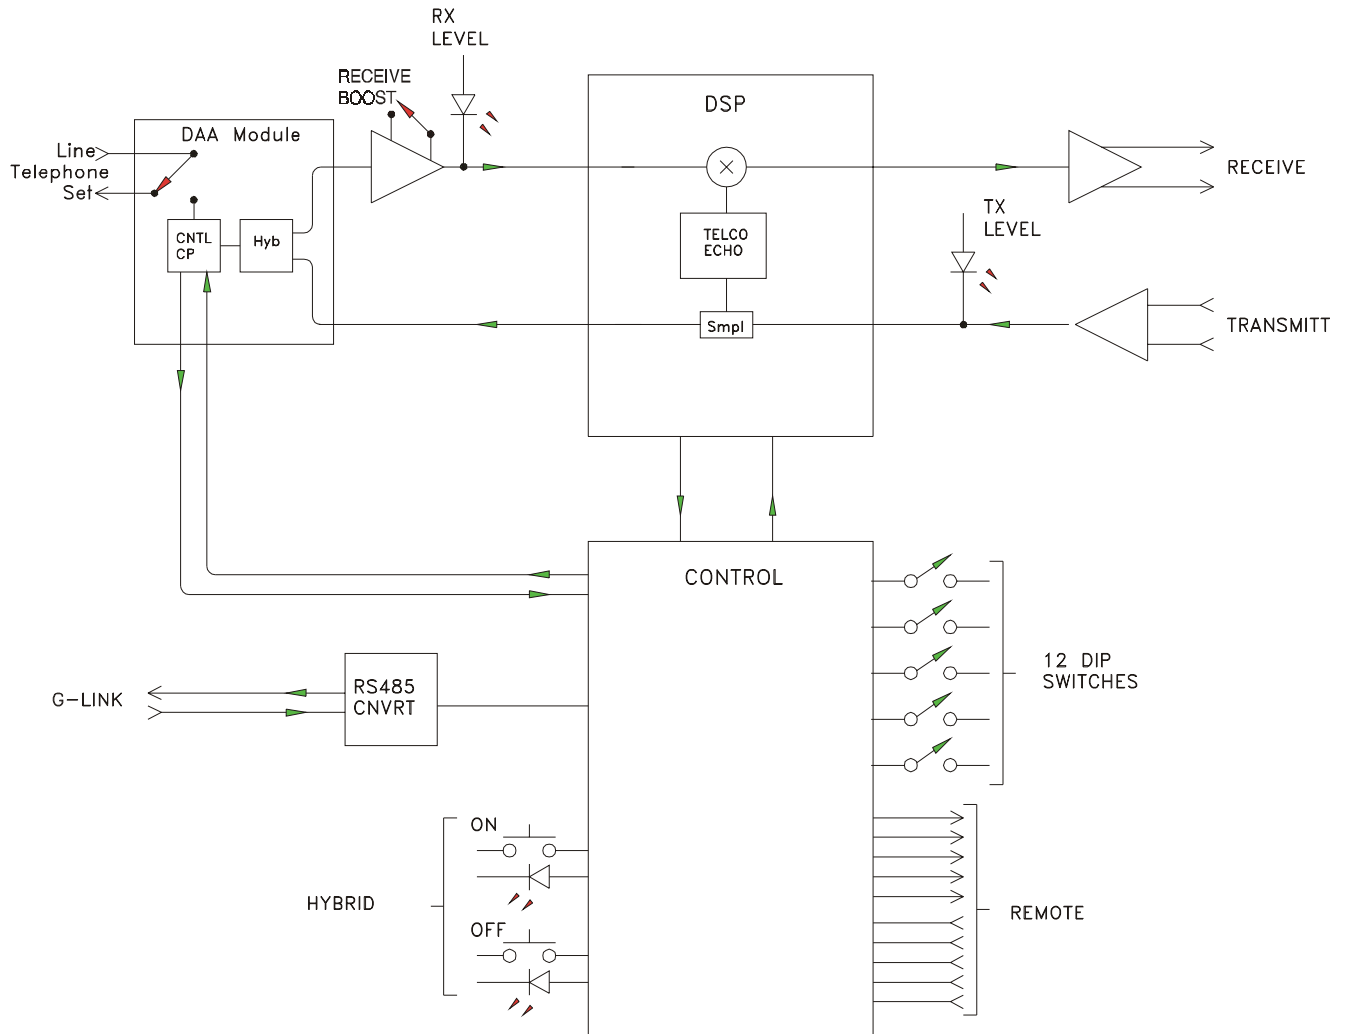 RX
LEVEL
RECEIVE
BOOST
DSP
DAA Module
Line
Telephone
Set
RECEIVE
TX
LEVEL
CNTL
CP
Hyb
TELCO
ECHO
Smpl
TRANSMITT
CONTROL
12 DIP
SWITCHES
G-LINK
RS485
CNVRT
ON
HYBRID
OFF
REMOTE